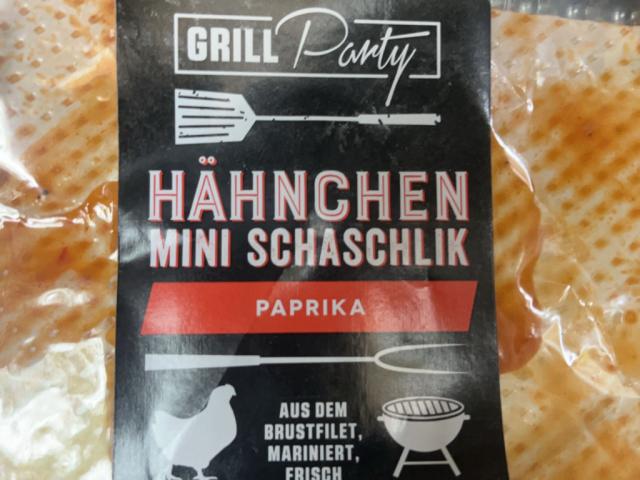 GRILL Party
HÄHNCHEN
MINI SCHASCHLIK
PAPRIKA
AUS DEM
BRUSTFILET,
MARINIERT,
FRISCH